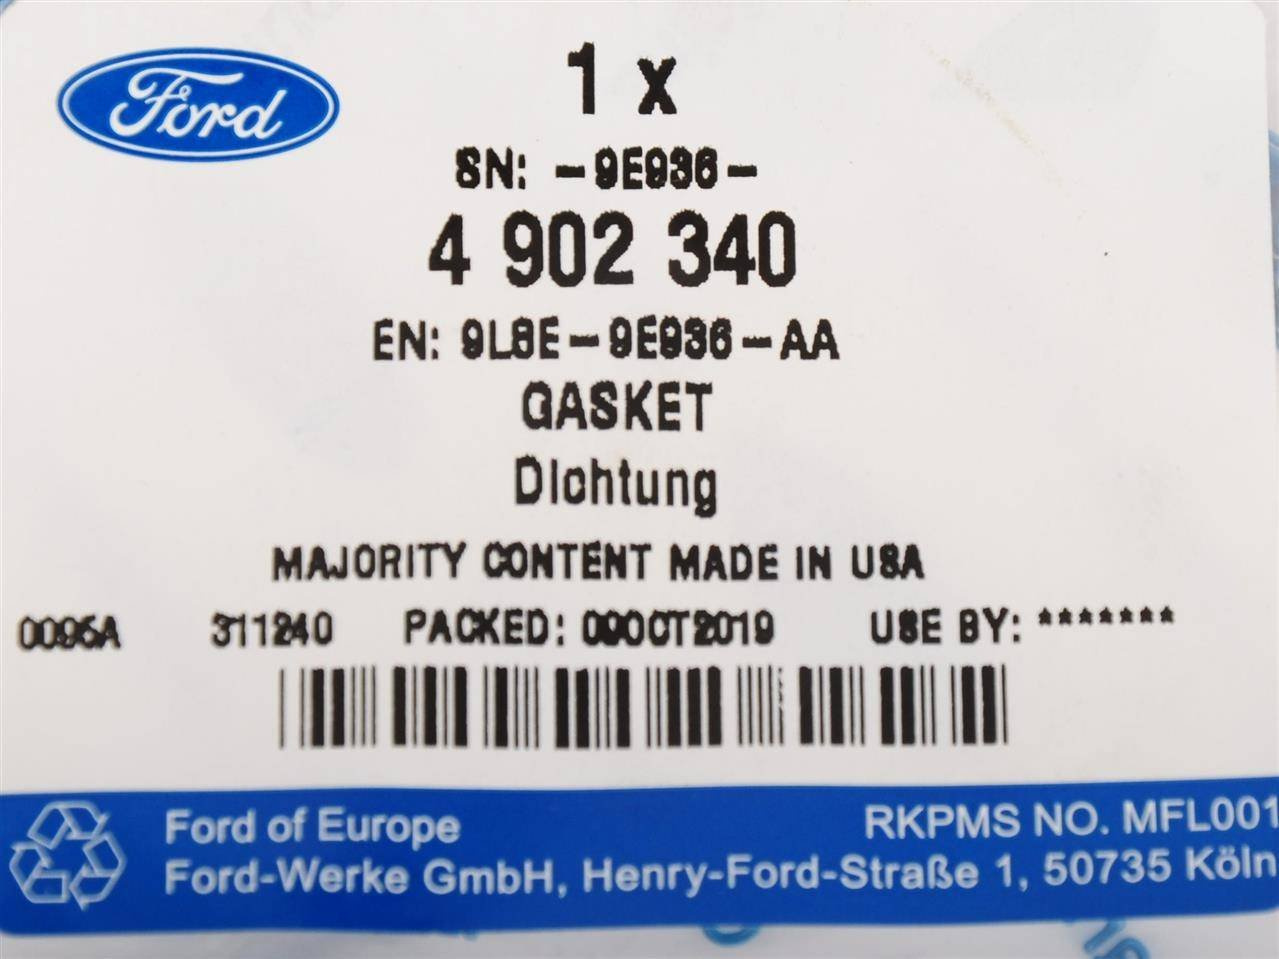 Ford
1 x
SN: -9E936-
4 902 340
EN: 9L8E-9E936-AA
GASKET
Dichtung
MAJORITY CONTENT MADE IN USA
0095A 311240 PACKED: 09OCT2019 USE BY: *******
Ford of Europe RKPMS NO. MFL001
Ford-Werke GmbH, Henry-Ford-Straße 1, 50735 Köln